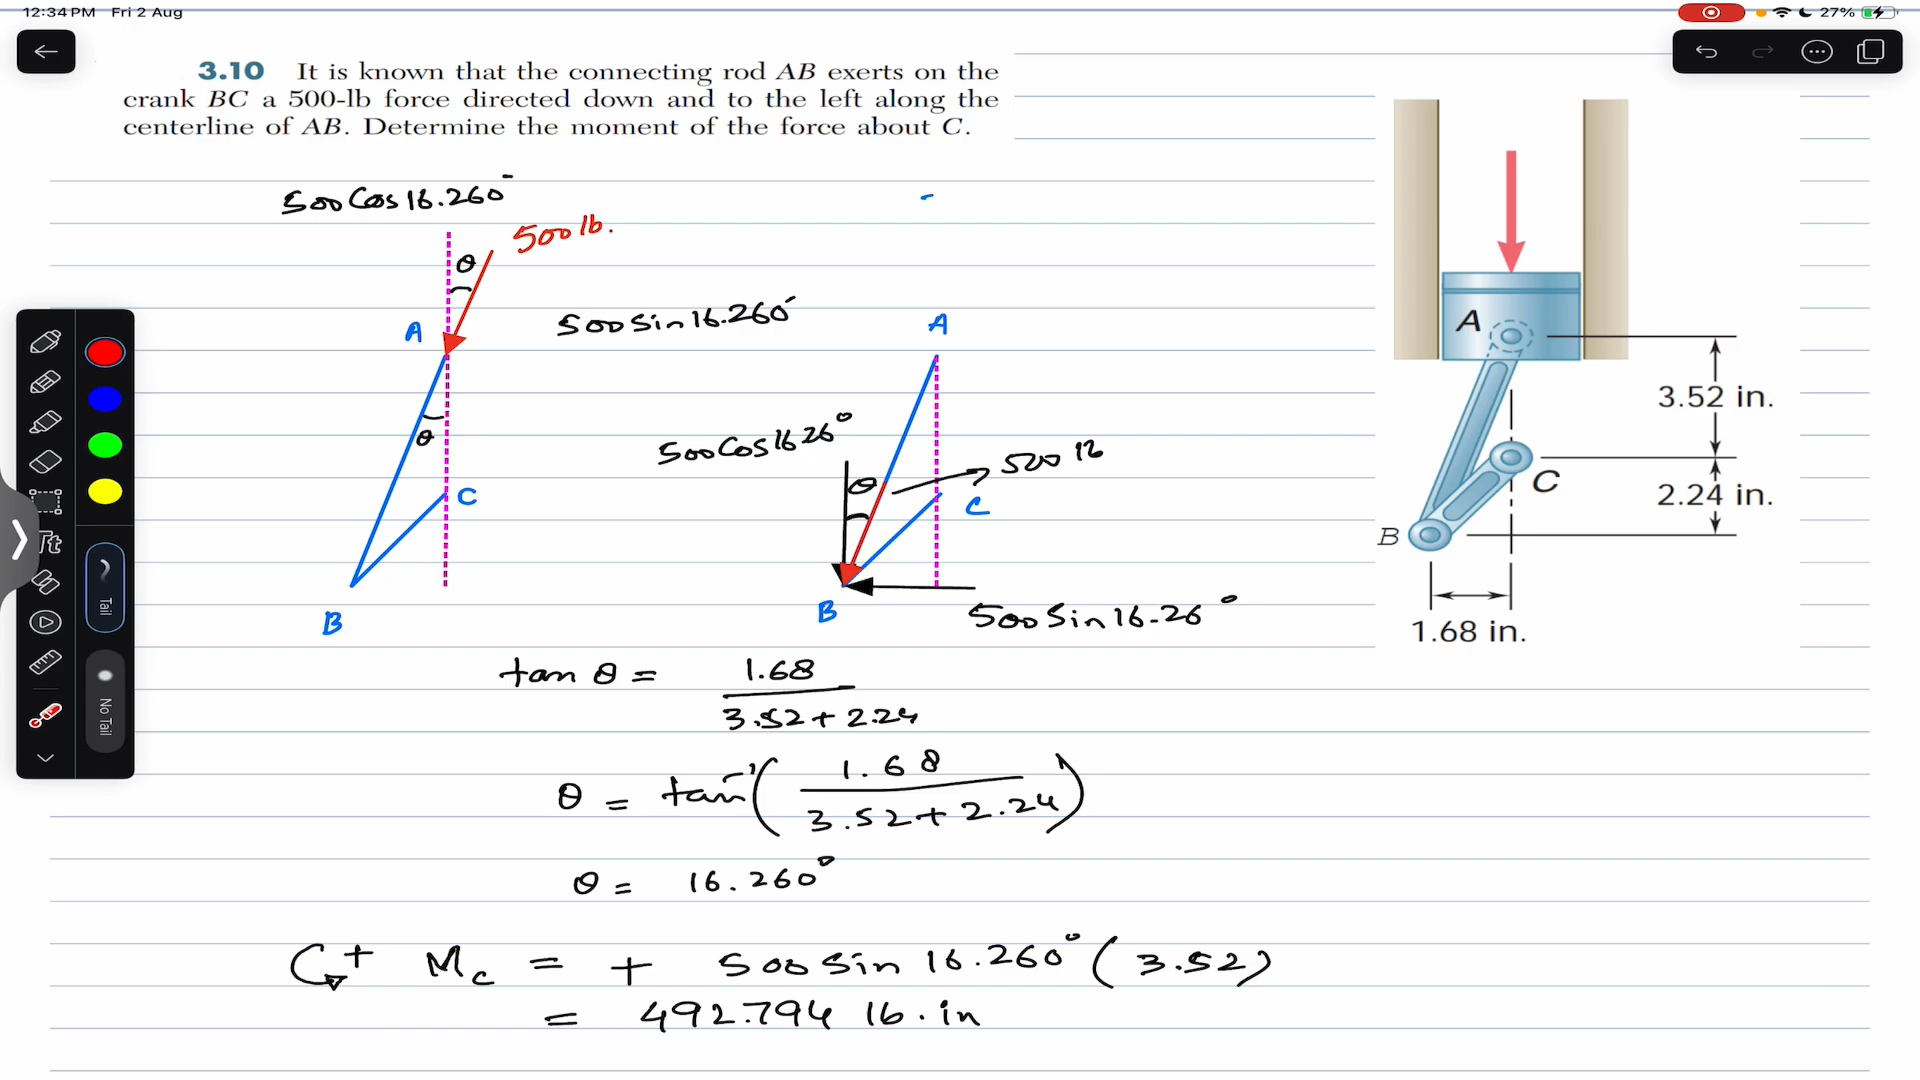 12:34 PM Fri 2 Aug
27%
3.10 It is known that the connecting rod AB exerts on the
crank BC a 500-lb force directed down and to the left along the
centerline of AB. Determine the moment of the force about C.
500 Cos 16.260°
500 lb.
θ
A
500 Sin 16.260°
θ
C
B
A
500 Cos 16 26°
θ
500 lb
C
B
500 Sin 16.26°
A
3.52 in.
C
2.24 in.
B
1.68 in.
Tt
Tail
No Tail
tan θ = 1.68
3.52 + 2.24
θ = tan⁻¹( 1.68
3.52 + 2.24 )
θ = 16.260°
+ Mc = + 500 Sin 16.260° ( 3.52 )
= 492.794 lb.in